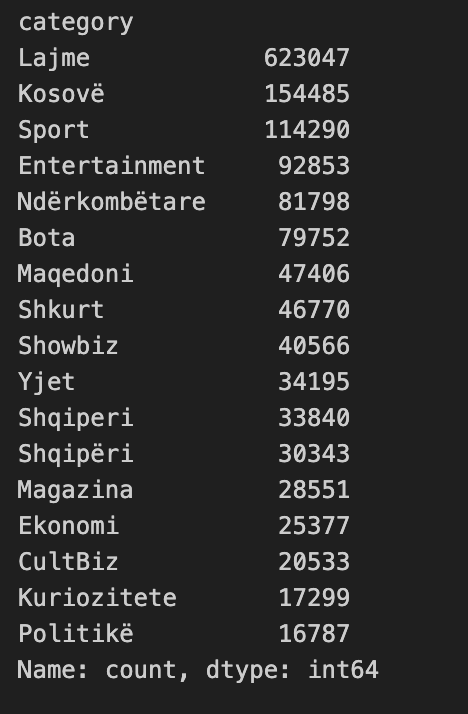 category
Lajme 623047
Kosovë 154485
Sport 114290
Entertainment 92853
Ndërkombëtare 81798
Bota 79752
Maqedoni 47406
Shkurt 46770
Showbiz 40566
Yjet 34195
Shqiperi 33840
Shqipëri 30343
Magazina 28551
Ekonomi 25377
CultBiz 20533
Kuriozitete 17299
Politikë 16787
Name: count, dtype: int64